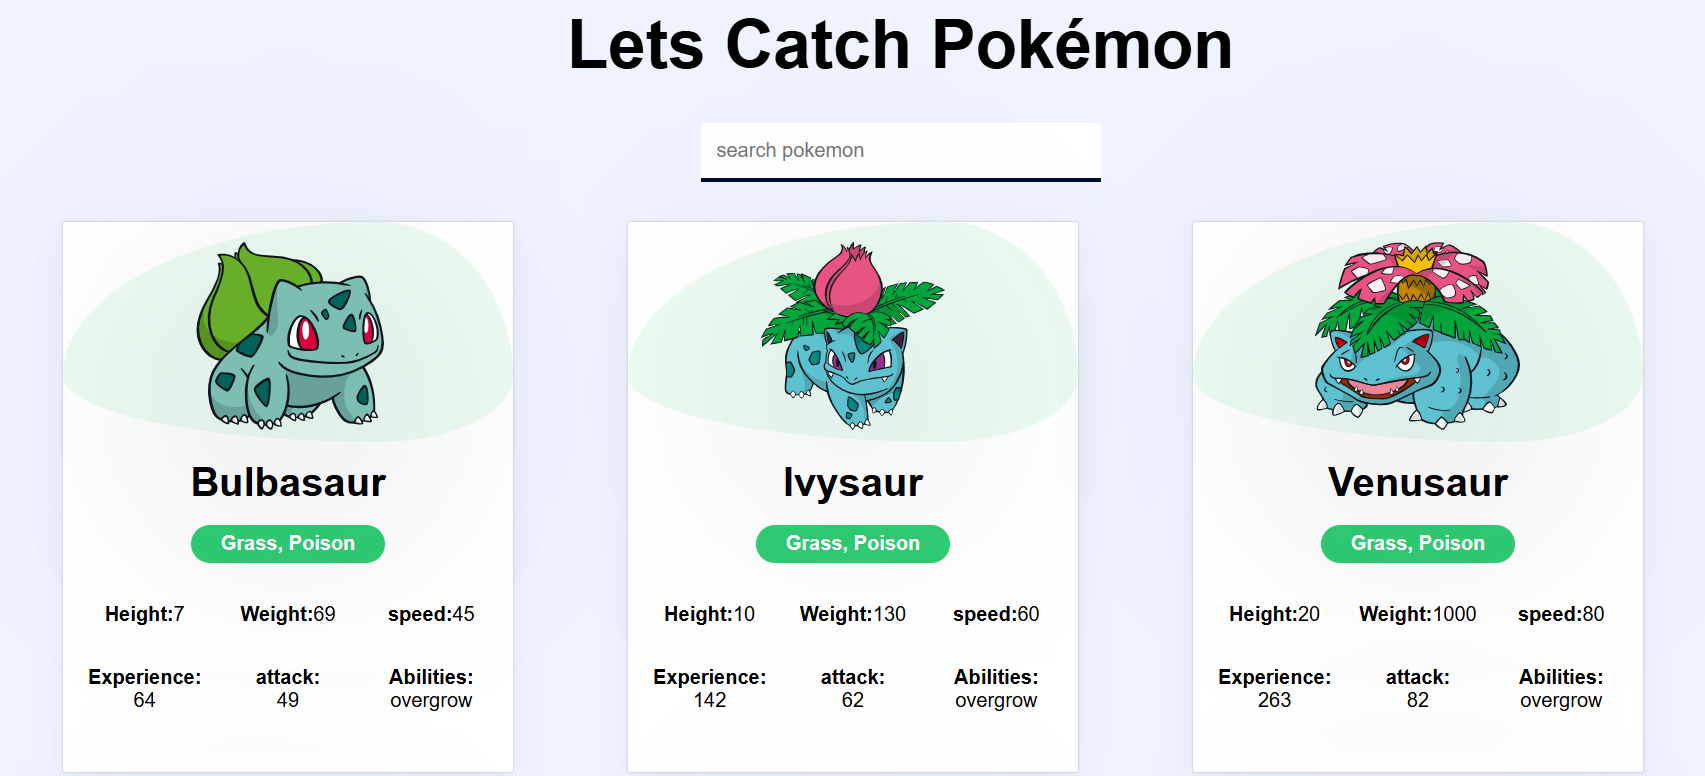 Lets Catch Pokémon
search pokemon
Bulbasaur
Grass, Poison
Height:7 Weight:69 speed:45
Experience: attack: Abilities:
64 49 overgrow
Ivysaur
Grass, Poison
Height:10 Weight:130 speed:60
Experience: attack: Abilities:
142 62 overgrow
Venusaur
Grass, Poison
Height:20 Weight:1000 speed:80
Experience: attack: Abilities:
263 82 overgrow